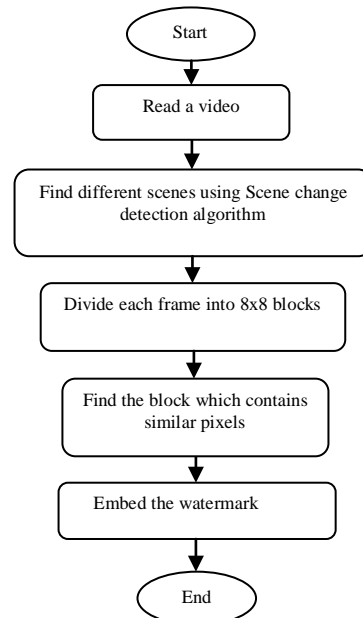 Start
Read a video
Find different scenes using Scene change
detection algorithm
Divide each frame into 8x8 blocks
Find the block which contains
similar pixels
Embed the watermark
End